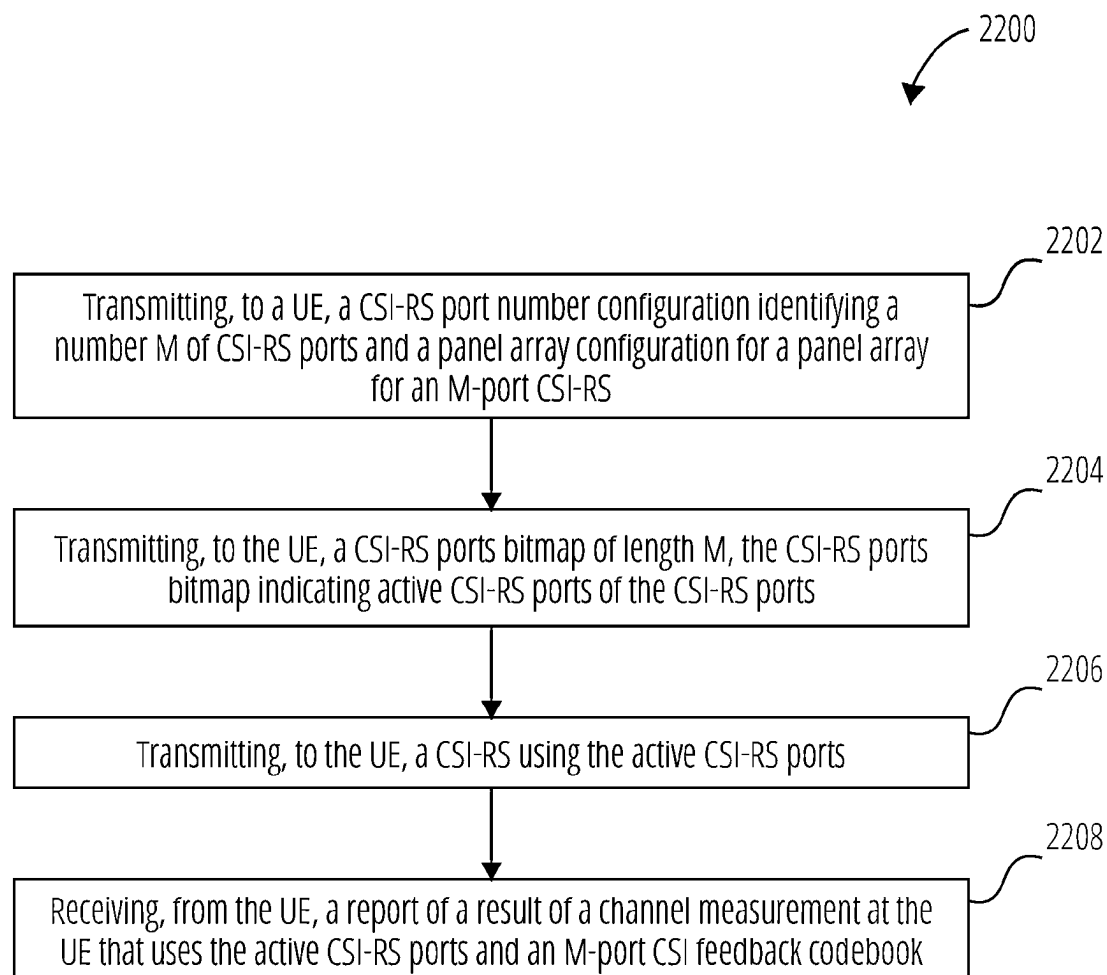 2200
2202
Transmitting, to a UE, a CSI-RS port number configuration identifying a
number M of CSI-RS ports and a panel array configuration for a panel array
for an M-port CSI-RS
2204
Transmitting, to the UE, a CSI-RS ports bitmap of length M, the CSI-RS ports
bitmap indicating active CSI-RS ports of the CSI-RS ports
2206
Transmitting, to the UE, a CSI-RS using the active CSI-RS ports
2208
Receiving, from the UE, a report of a result of a channel measurement at the
UE that uses the active CSI-RS ports and an M-port CSI feedback codebook